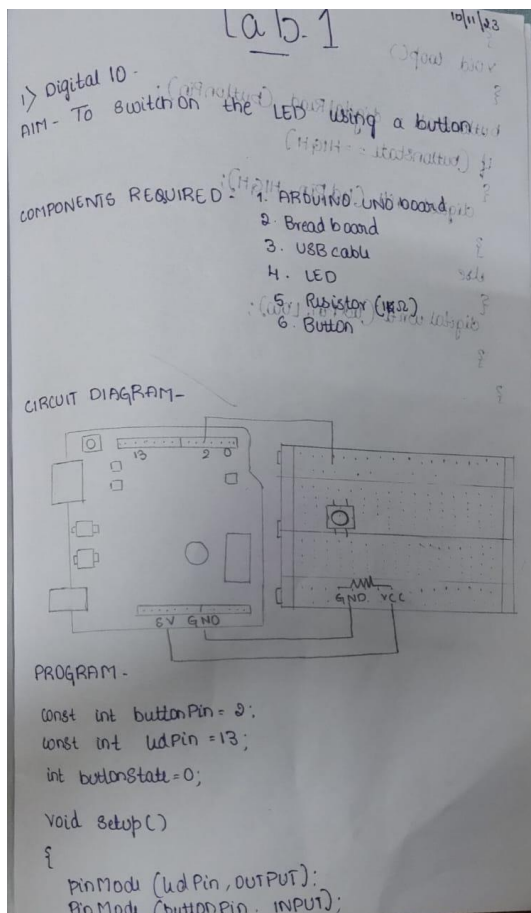 Lab-1
10/11/23
1) Digital IO -
AIM - To switch on the LED using a button
COMPONENTS REQUIRED - 1. ARDUINO UNO board
2. Bread board
3. USB cable
4. LED
5. Resistor (1KΩ)
6. Button
CIRCUIT DIAGRAM-
13 2 0
GND VCC
5V GND
PROGRAM -
const int buttonPin = 2;
const int ledPin = 13;
int buttonState = 0;
void setup()
{
pinMode (ledPin, OUTPUT);
PinMode (buttonPin, INPUT);